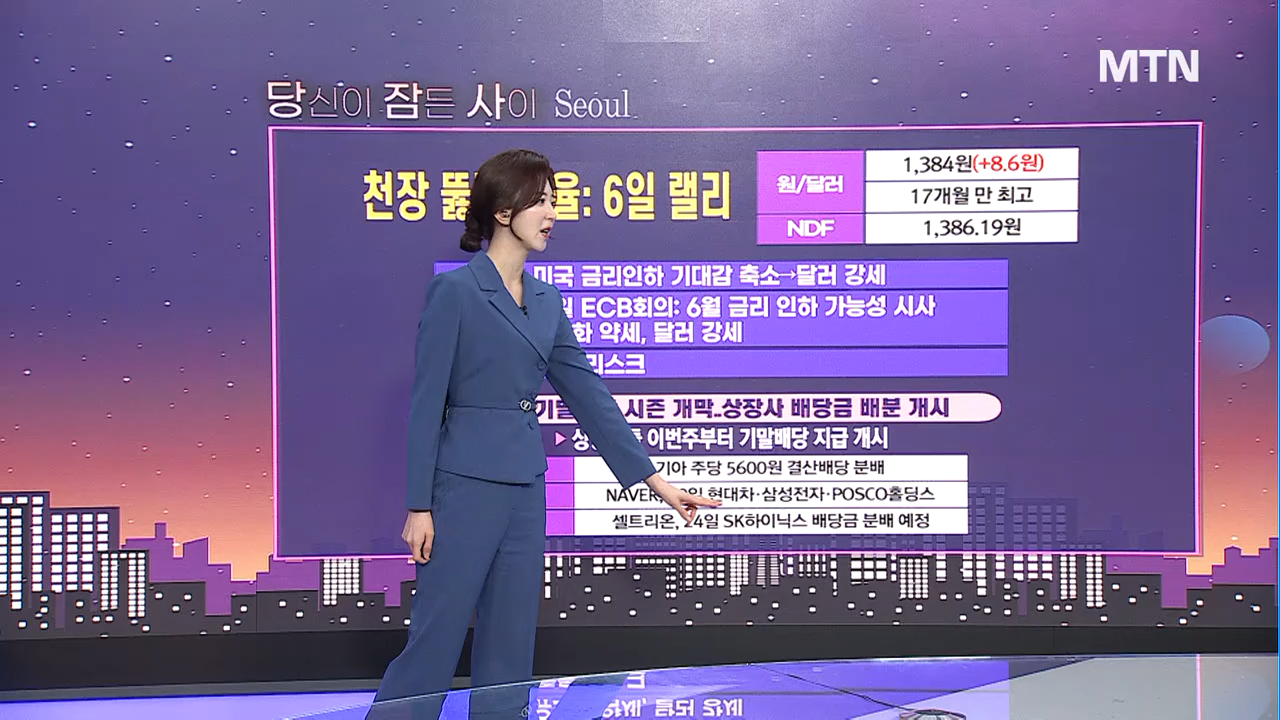 MTN
당신이 잠든 사이 Seoul
천장 뚫 율: 6일 랠리
원/달러 1,384원(+8.6원)
17개월 만 최고
NDF 1,386.19원
미국 금리인하 기대감 축소→달러 강세
월 ECB회의: 6월 금리 인하 가능성 시사
화 약세, 달러 강세
리스크
시즌 개막..상장사 배당금 배분 개시
▶ 이번주부터 기말배당 지급 개시
기아 주당 5600원 결산배당 분배
NAVER, 현대차·삼성전자·POSCO홀딩스
셀트리온, 24일 SK하이닉스 배당금 분배 예정